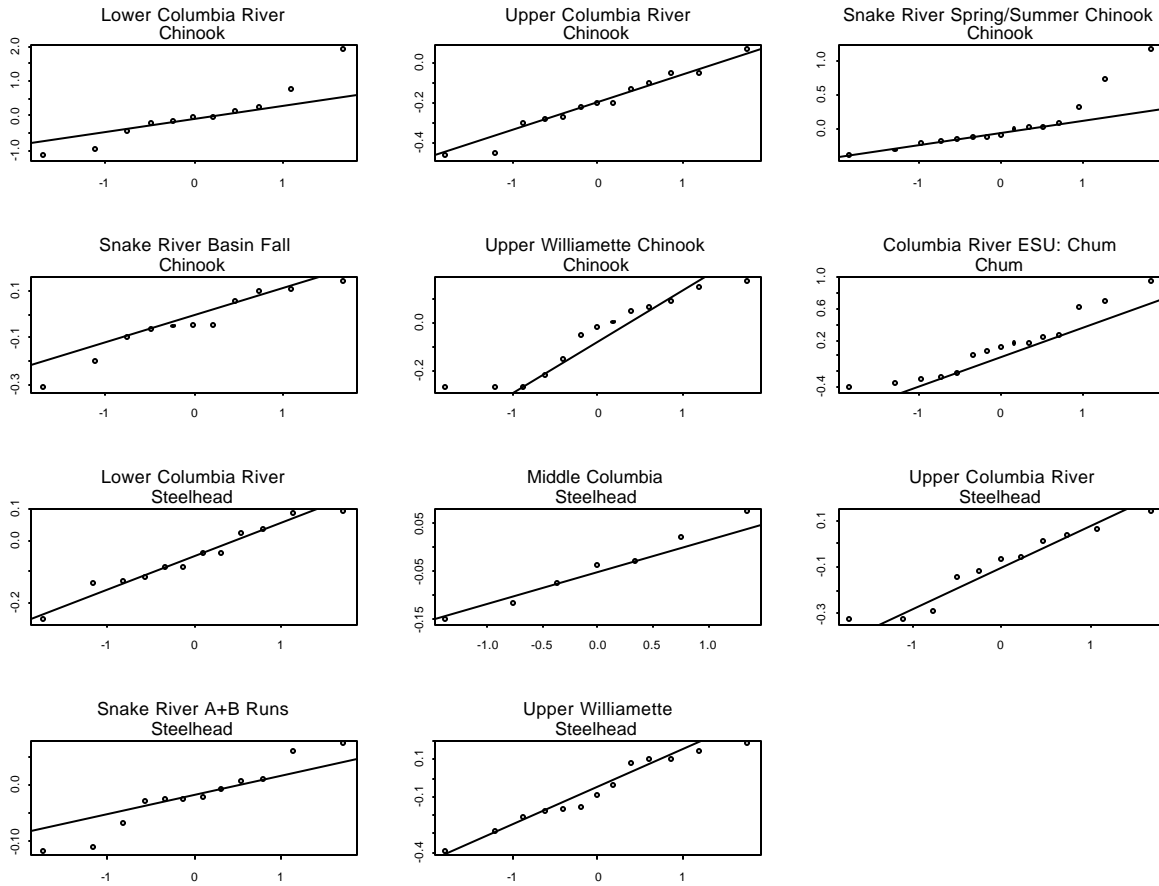 Lower Columbia River
Chinook
2.0
1.0
0.0
-1.0
-1 0 1
Upper Columbia River
Chinook
0.0
-0.2
-0.4
-1 0 1
Snake River Spring/Summer Chinook
Chinook
1.0
0.5
0.0
-1 0 1
Snake River Basin Fall
Chinook
0.1
-0.1
-0.3
-1 0 1
Upper Williamette Chinook
Chinook
0.0
-0.2
-1 0 1
Columbia River ESU: Chum
Chum
1.0
0.6
0.2
-0.4
-1 0 1
Lower Columbia River
Steelhead
0.1
0.0
-0.2
-1 0 1
Middle Columbia
Steelhead
0.05
-0.05
-0.15
-1.0 -0.5 0.0 0.5 1.0
Upper Columbia River
Steelhead
0.1
-0.1
-0.3
-1 0 1
Snake River A+B Runs
Steelhead
0.0
-0.10
-1 0 1
Upper Williamette
Steelhead
0.1
-0.1
-0.4
-1 0 1